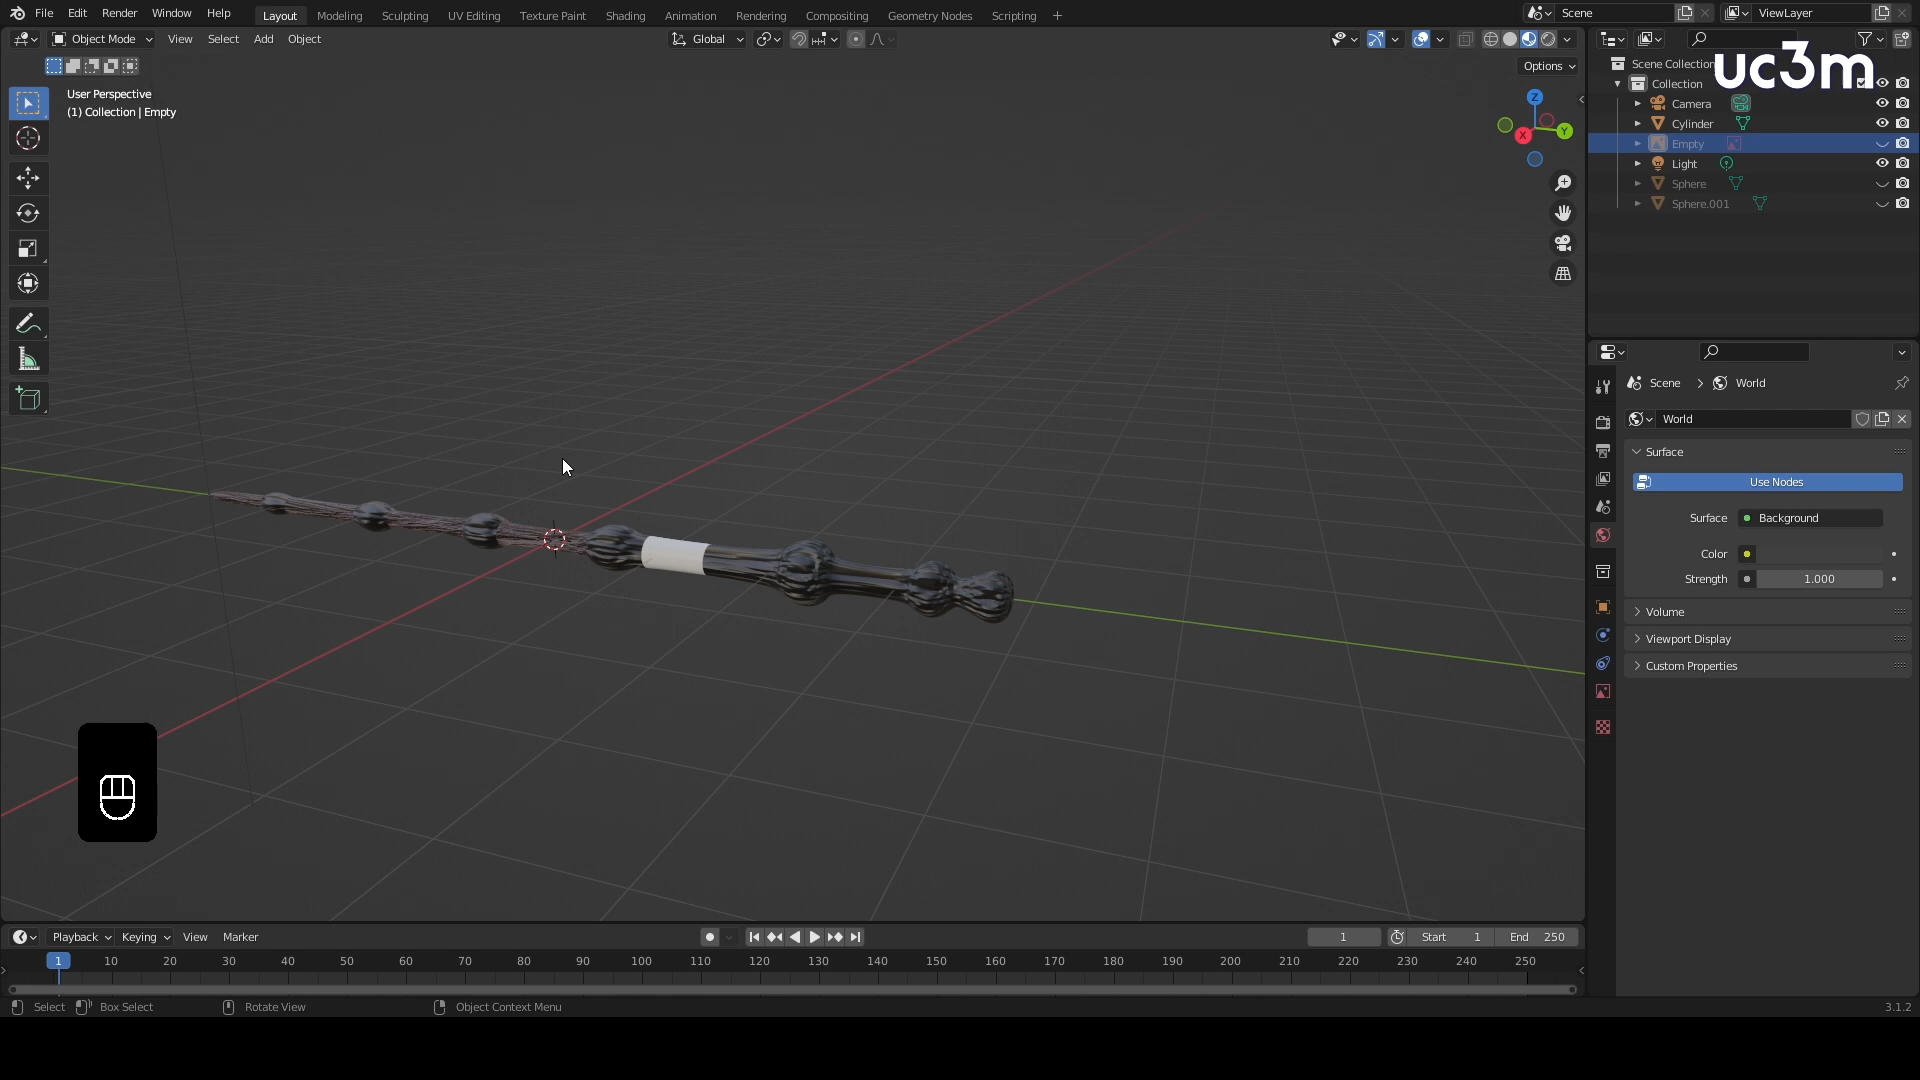 File Edit Render Window Help
Layout Modeling Sculpting UV Editing Texture Paint Shading Animation Rendering Compositing Geometry Nodes Scripting +
Scene
ViewLayer
Object Mode View Select Add Object
Global
Options
User Perspective
(1) Collection | Empty
Z
Y
X
Scene Collection
uc3m
Collection
Camera
Cylinder
Empty
Light
Sphere
Sphere.001
Scene > World
World
Surface
Use Nodes
Surface Background
Color
Strength 1.000
Volume
Viewport Display
Custom Properties
Playback Keying View Marker
1 Start 1 End 250
1 10 20 30 40 50 60 70 80 90 100 110 120 130 140 150 160 170 180 190 200 210 220 230 240 250
Select Box Select Rotate View Object Context Menu
3.1.2